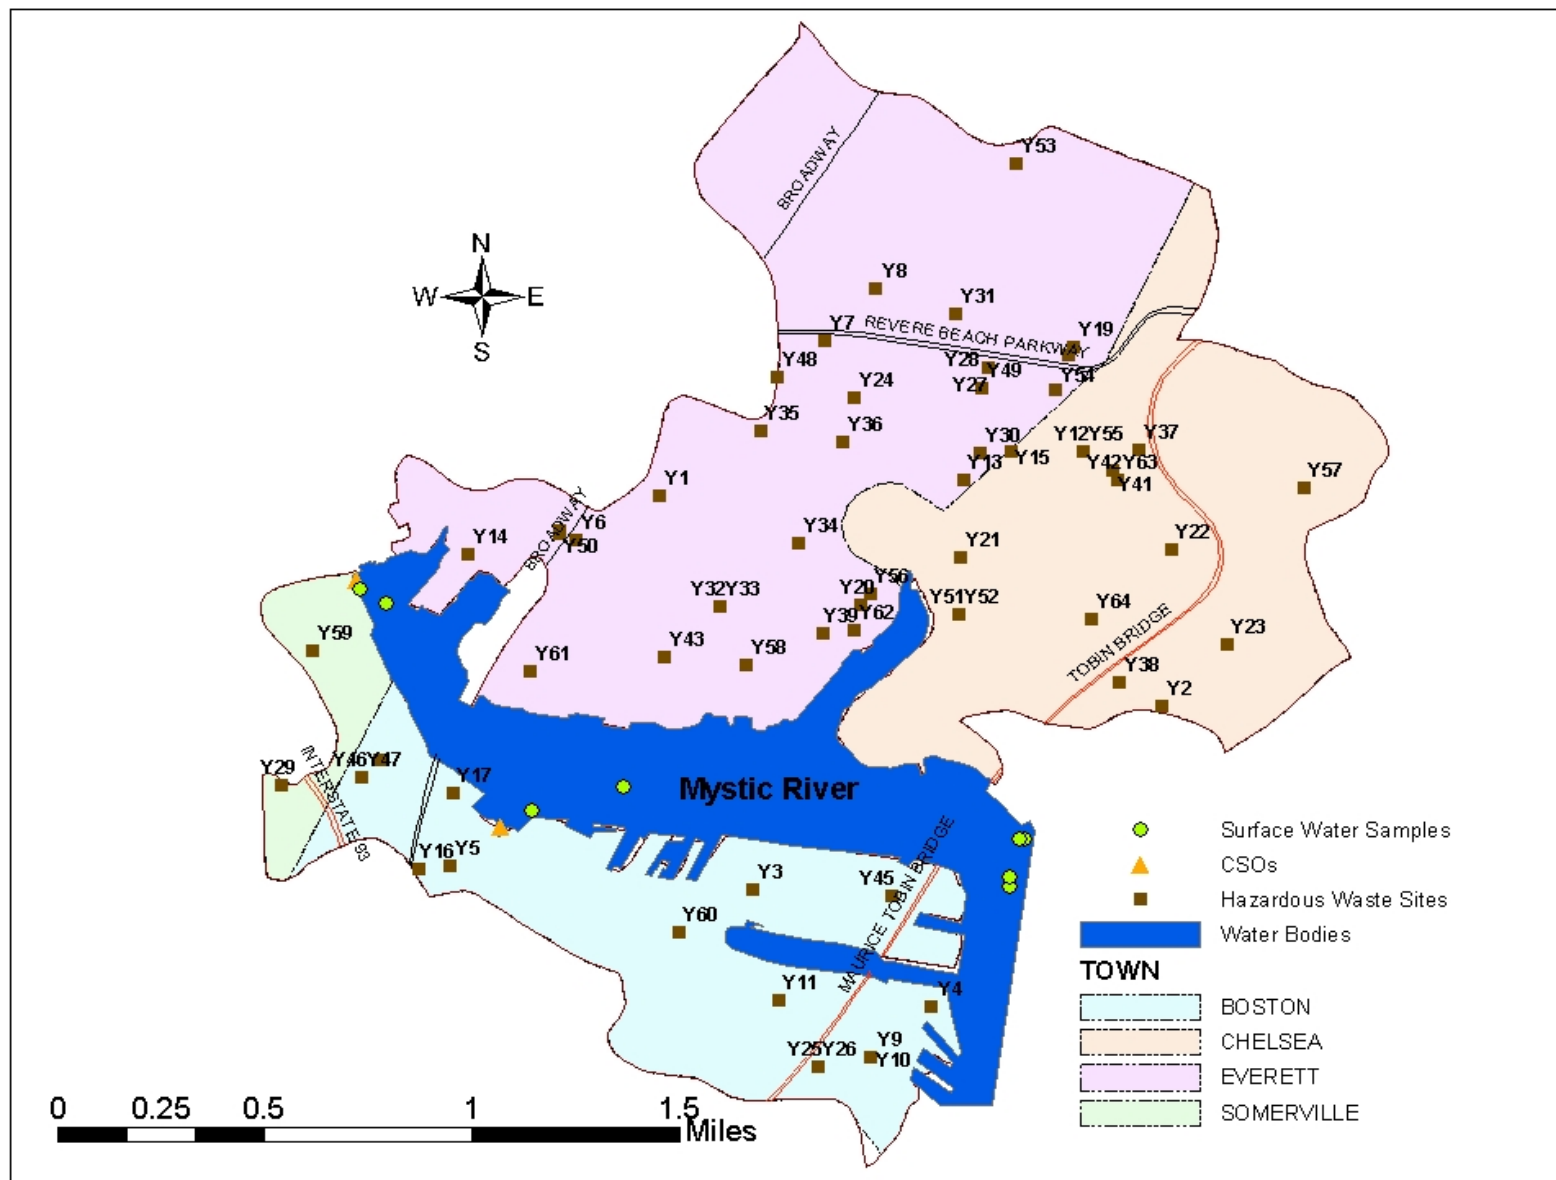 Y53
BROADWAY
N
W E
S
Y8
Y31
Y7
REVERE BEACH PARKWAY
Y19
Y48
Y28
Y49
Y24
Y27
Y54
Y35
Y36
Y30
Y12Y55
Y37
Y13
Y15
Y42
Y63
Y41
Y57
Y1
BROADWAY
Y6
Y50
Y14
Y34
Y21
Y22
Y56
Y20
Y32Y33
Y51Y52
Y62
Y39
Y64
TOBIN BRIDGE
Y23
Y59
Y43
Y58
Y61
Y38
Y2
Y29
INTERSTATE 93
Y46Y47
Y17
Mystic River
Y16
Y5
Y3
Y45
MAURICE TOBIN BRIDGE
Y60
Y11
Y4
Y9
Y10
Y25Y26
Surface Water Samples
CSOs
Hazardous Waste Sites
Water Bodies
TOWN
BOSTON
CHELSEA
EVERETT
SOMERVILLE
0 0.25 0.5 1 1.5
Miles